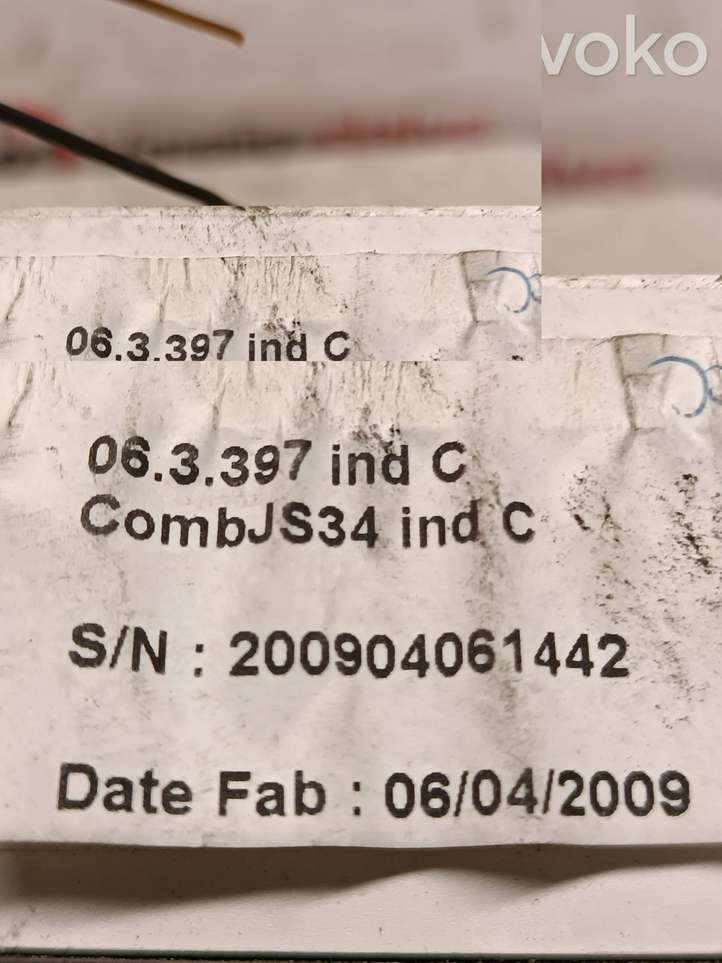 voko
06.3.397 ind C
06.3.397 ind C
CombJS34 ind C
S/N : 200904061442
Date Fab : 06/04/2009